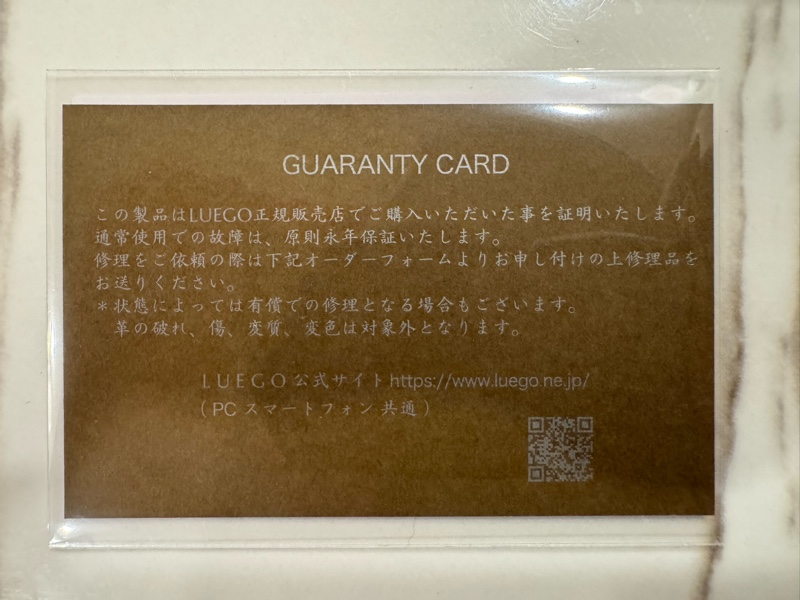 GUARANTY CARD
この製品はLUEGO正規販売店でご購入いただいた事を証明いたします。
通常使用での故障は、原則永年保証いたします。
修理をご依頼の際は下記オーダーフォームよりお申し付けの上修理品を
お送りください。
＊状態によっては有償での修理となる場合もございます。
革の破れ、傷、変質、変色は対象外となります。
LUEGO公式サイト https://www.luego.ne.jp/
（PC スマートフォン 共通）